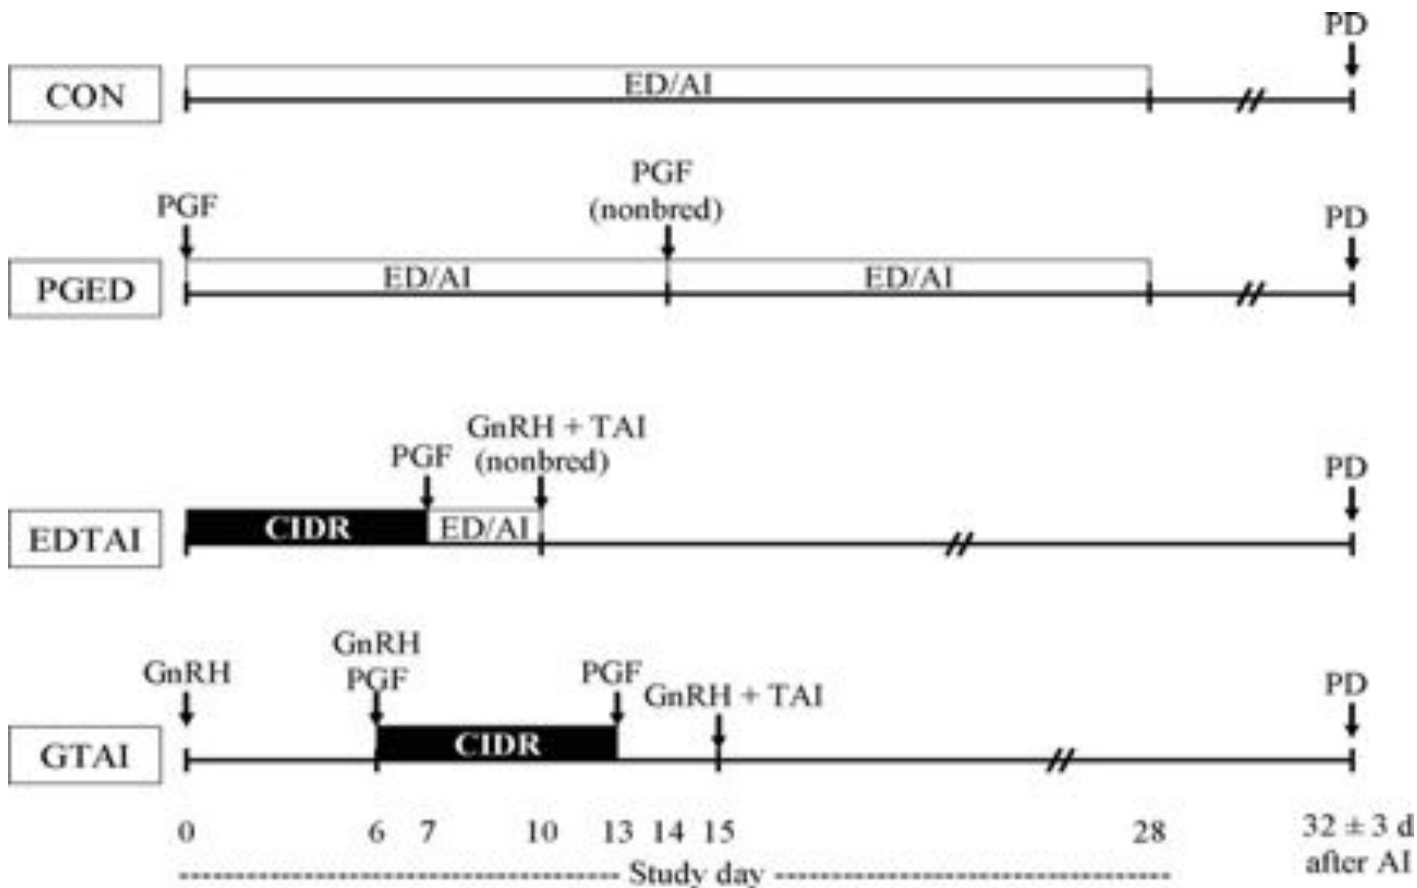 PD
CON
ED/AI
PGF
PGF
(nonbred)
PD
PGED
ED/AI
ED/AI
PGF
GnRH + TAI
(nonbred)
PD
EDTAI
CIDR
ED/AI
GnRH
GnRH
PGF
PGF
GnRH + TAI
PD
GTAI
CIDR
0 6 7 10 13 14 15 28 32 ± 3 d
after AI
Study day